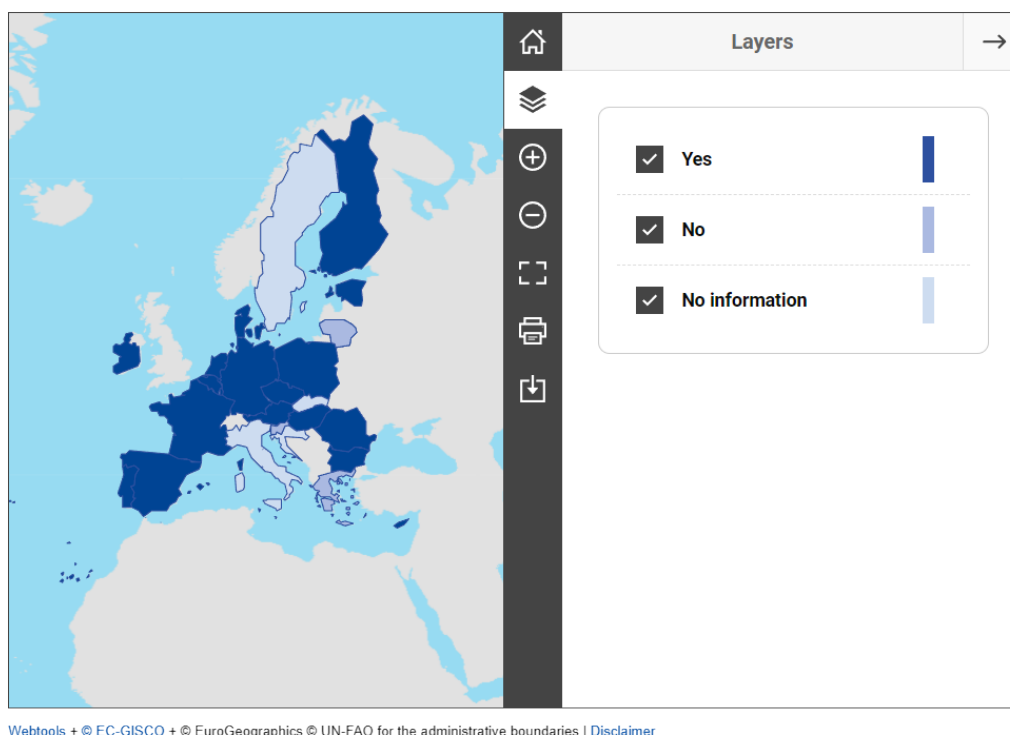 Layers
Yes
No
No information
Webtools + © EC-GISCO + © EuroGeographics © UN-FAO for the administrative boundaries | Disclaimer